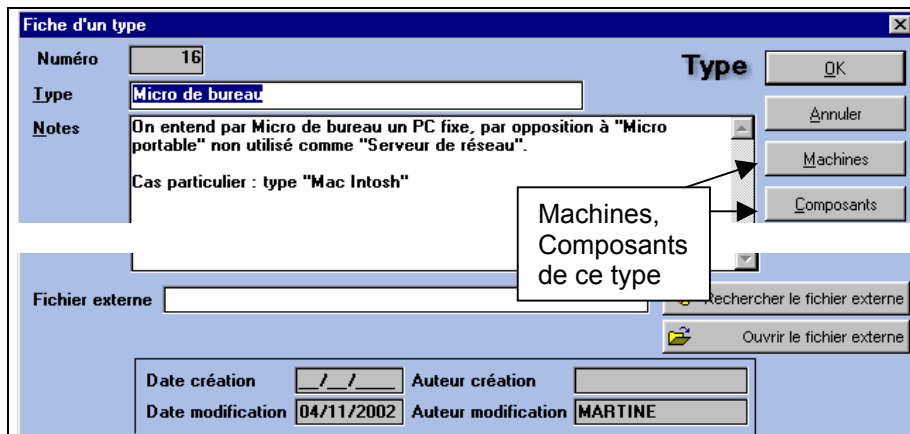 Fiche d'un type
Numéro 16 Type OK
Type Micro de bureau
Annuler
Notes On entend par Micro de bureau un PC fixe, par opposition à "Micro
portable" non utilisé comme "Serveur de réseau".
Machines
Cas particulier : type "Mac Intosh"
Composants
Machines,
Composants
de ce type
Fichier externe Rechercher le fichier externe
Ouvrir le fichier externe
Date création __/__/____ Auteur création
Date modification 04/11/2002 Auteur modification MARTINE